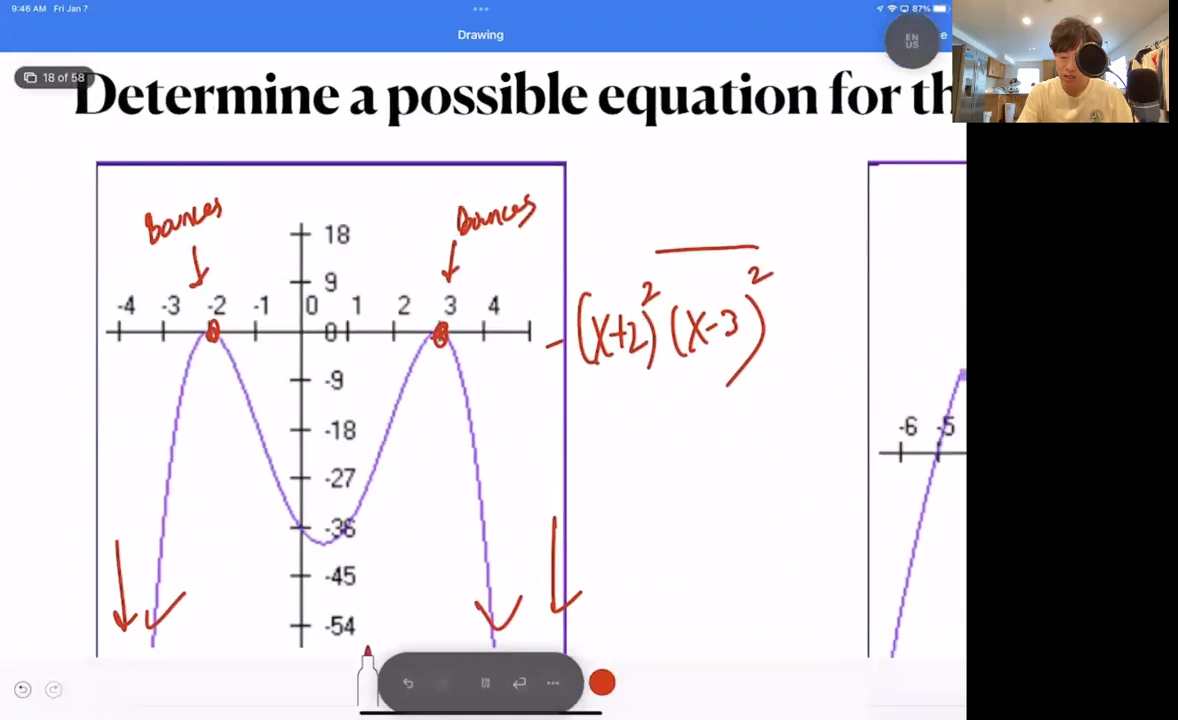 9:46 AM Fri Jan 7
87%
Drawing
EN
US
e
18 of 58
Determine a possible equation for th
Bounces
Bounces
18
9
-4 -3 -2 -1 0 1 2 3 4
0
-9
-18
-27
-36
-45
-54
-(x+2)²(x-3)²
-6 -5